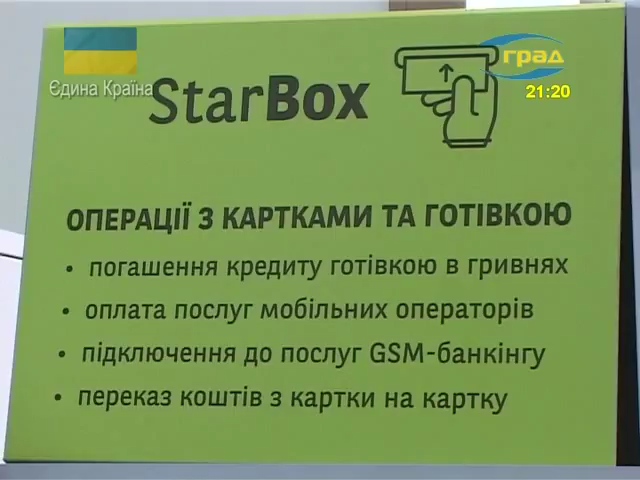 Єдина Країна
град
21:20
StarBox
ОПЕРАЦІЇ З КАРТКАМИ ТА ГОТІВКОЮ
• погашення кредиту готівкою в гривнях
• оплата послуг мобільних операторів
• підключення до послуг GSM-банкінгу
• переказ коштів з картки на картку